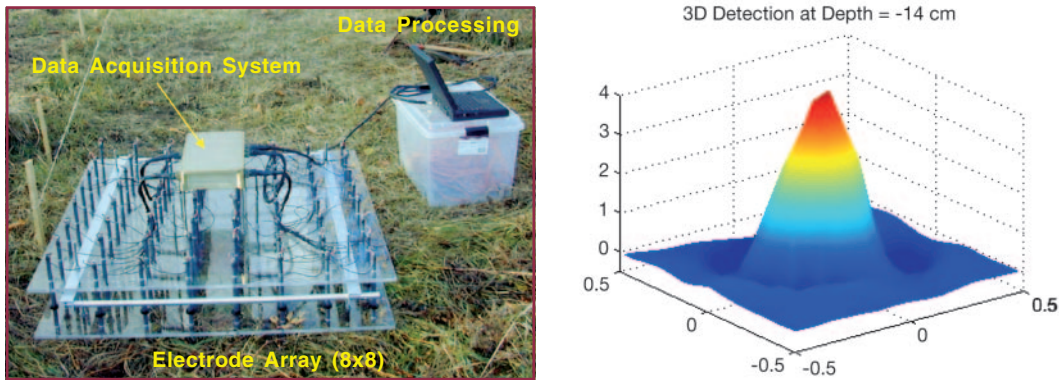 Data Processing
Data Acquisition System
Electrode Array (8x8)
3D Detection at Depth = -14 cm
4
3
2
1
0
0.5
0
-0.5
-0.5
0
0.5